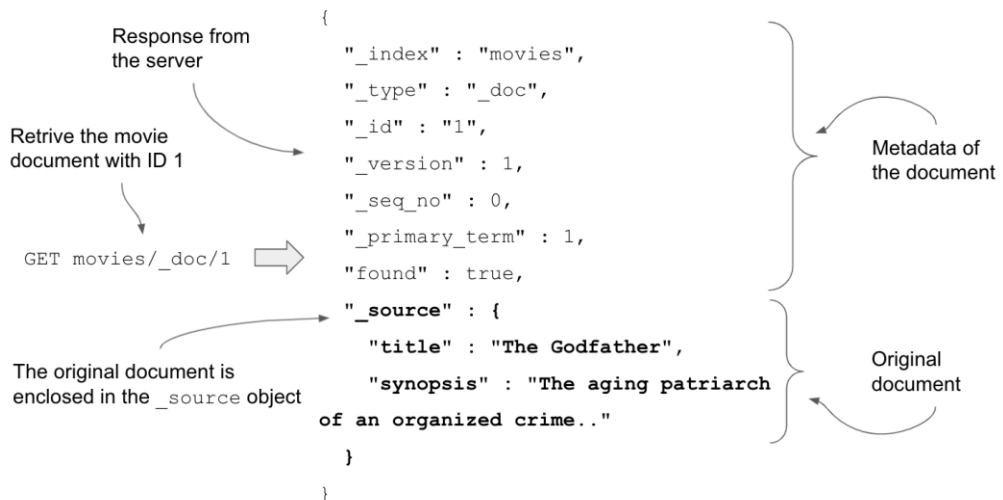 {
Response from
the server
"_index" : "movies",
"_type" : "_doc",
"_id" : "1",
"_version" : 1,
"_seq_no" : 0,
"_primary_term" : 1,
"found" : true,
"_source" : {
"title" : "The Godfather",
"synopsis" : "The aging patriarch
of an organized crime.."
}
}
Retrive the movie
document with ID 1
GET movies/_doc/1
The original document is
enclosed in the _source object
Metadata of
the document
Original
document